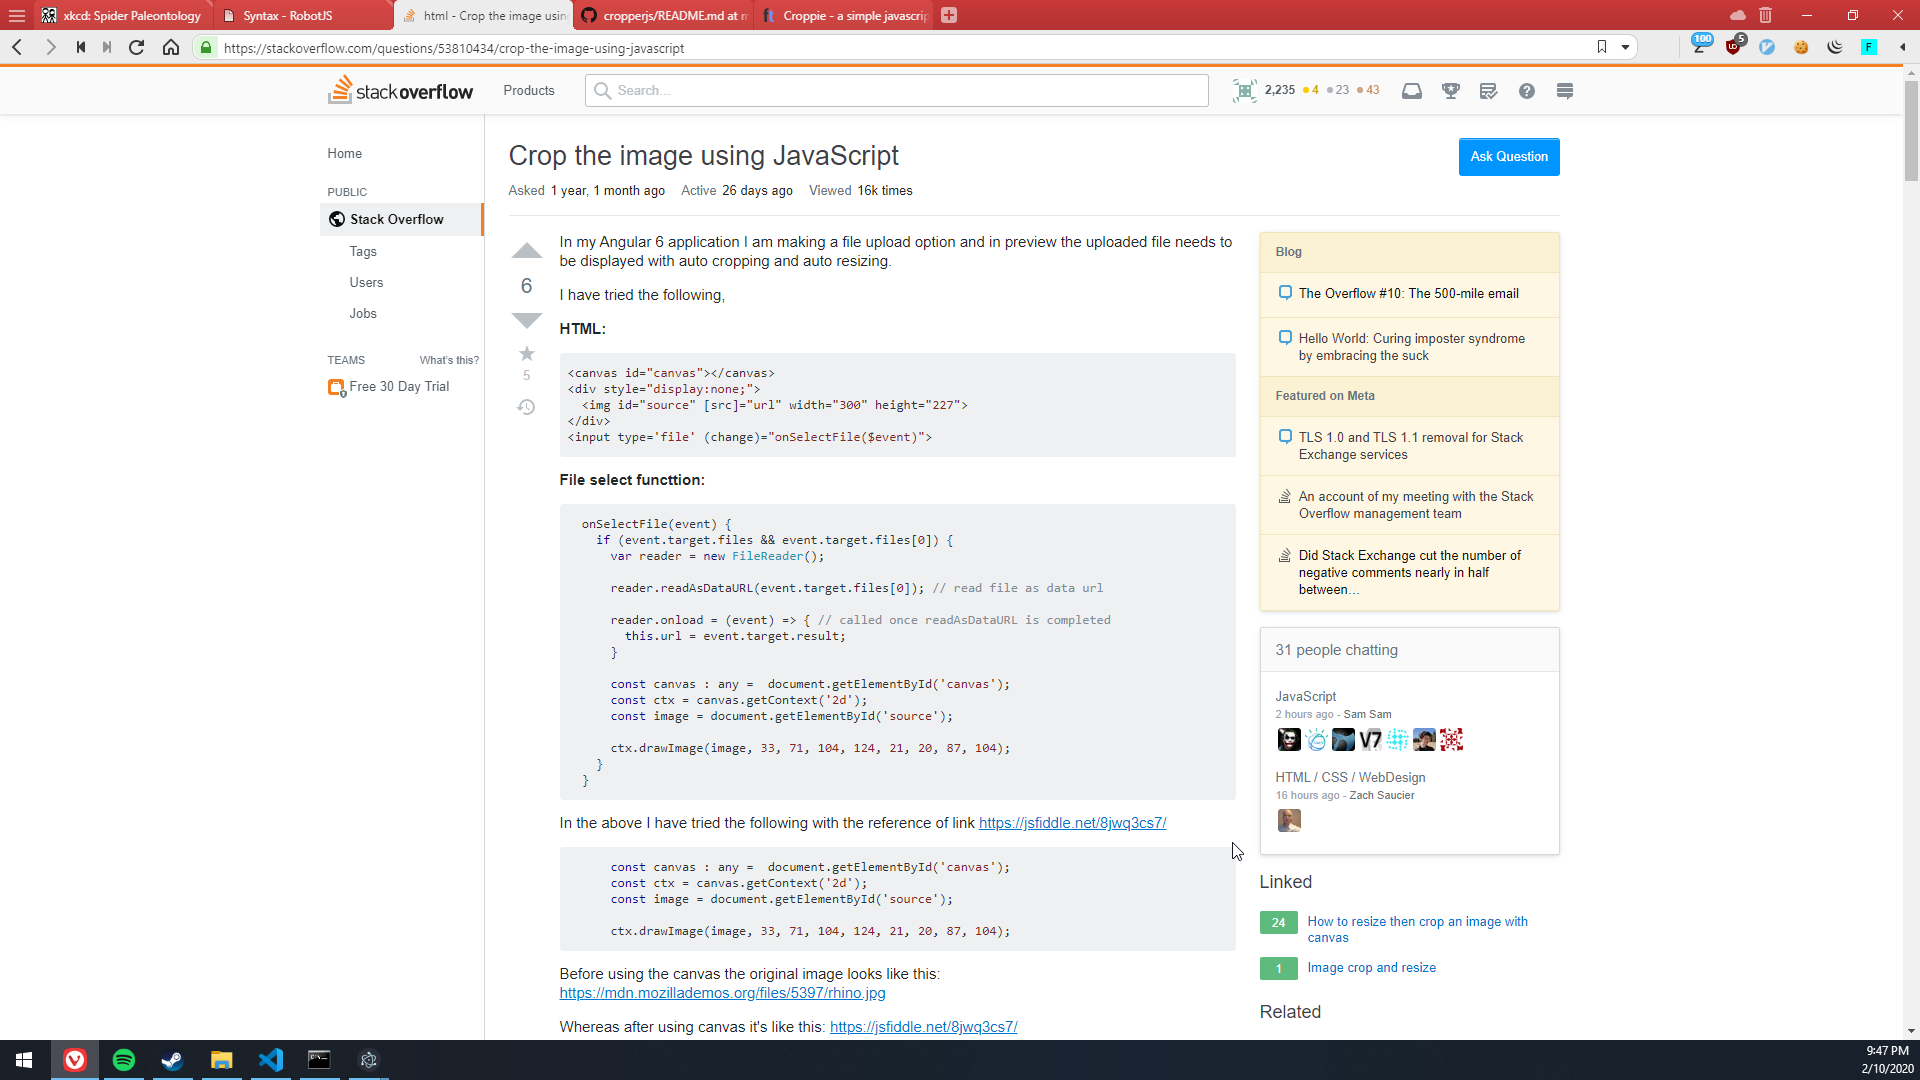 xkcd: Spider Paleontology
Syntax - RobotJS
html - Crop the image usin
cropperjs/README.md at m
Croppie - a simple javascrip
https://stackoverflow.com/questions/53810434/crop-the-image-using-javascript
100
5
F
stackoverflow
Products
Search...
2,235
4
23
43
Home
PUBLIC
Stack Overflow
Tags
Users
Jobs
TEAMS
What's this?
Free 30 Day Trial
Crop the image using JavaScript
Ask Question
Asked 1 year, 1 month ago Active 26 days ago Viewed 16k times
6
5
In my Angular 6 application I am making a file upload option and in preview the uploaded file needs to
be displayed with auto cropping and auto resizing.
I have tried the following,
HTML:
<canvas id="canvas"></canvas>
<div style="display:none;">
<img id="source" [src]="url" width="300" height="227">
</div>
<input type='file' (change)="onSelectFile($event)">
File select functtion:
onSelectFile(event) {
if (event.target.files && event.target.files[0]) {
var reader = new FileReader();
reader.readAsDataURL(event.target.files[0]); // read file as data url
reader.onload = (event) => { // called once readAsDataURL is completed
this.url = event.target.result;
}
const canvas : any =  document.getElementById('canvas');
const ctx = canvas.getContext('2d');
const image = document.getElementById('source');
ctx.drawImage(image, 33, 71, 104, 124, 21, 20, 87, 104);
}
}
In the above I have tried the following with the reference of link https://jsfiddle.net/8jwq3cs7/
const canvas : any =  document.getElementById('canvas');
const ctx = canvas.getContext('2d');
const image = document.getElementById('source');
ctx.drawImage(image, 33, 71, 104, 124, 21, 20, 87, 104);
Before using the canvas the original image looks like this:
https://mdn.mozillademos.org/files/5397/rhino.jpg
Whereas after using canvas it's like this: https://jsfiddle.net/8jwq3cs7/
Blog
The Overflow #10: The 500-mile email
Hello World: Curing imposter syndrome
by embracing the suck
Featured on Meta
TLS 1.0 and TLS 1.1 removal for Stack
Exchange services
An account of my meeting with the Stack
Overflow management team
Did Stack Exchange cut the number of
negative comments nearly in half
between…
31 people chatting
JavaScript
2 hours ago - Sam Sam
V7
HTML / CSS / WebDesign
16 hours ago - Zach Saucier
Linked
24
How to resize then crop an image with
canvas
1
Image crop and resize
Related
9:47 PM
2/10/2020